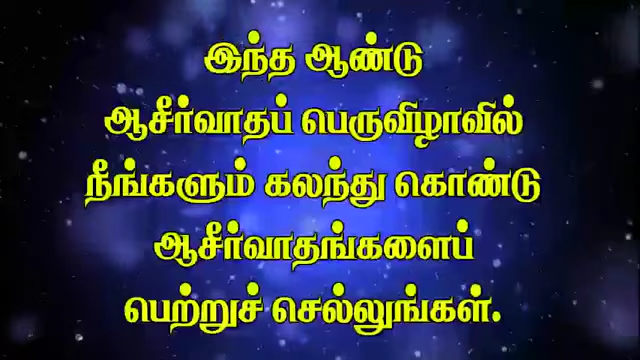 இந்த ஆண்டு
ஆசீர்வாதப் பெருவிழாவில்
நீங்களும் கலந்து கொண்டு
ஆசீர்வாதங்களைப்
பெற்றுச் செல்லுங்கள்.